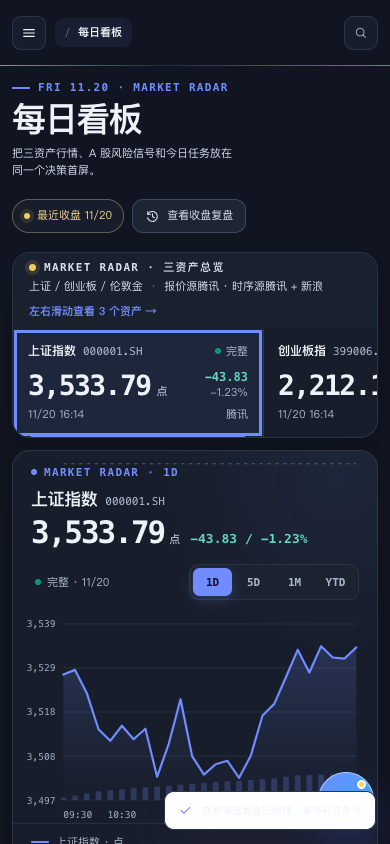 / 每日看板
FRI 11.20 · MARKET RADAR
每日看板
把三资产行情、A 股风险信号和今日任务放在
同一个决策首屏。
最近收盘 11/20
查看收盘复盘
MARKET RADAR · 三资产总览
上证 / 创业板 / 伦敦金 · 报价源腾讯 · 时序源腾讯 + 新浪
左右滑动查看 3 个资产 →
上证指数 000001.SH
完整
3,533.79 点
−43.83
−1.23%
11/20 16:14
腾讯
创业板指 399006.
2,212.1
11/20 16:14
MARKET RADAR · 1D
上证指数 000001.SH
3,533.79 点 −43.83 / −1.23%
完整 · 11/20
1D 5D 1M YTD
3,539
3,529
3,518
3,508
3,497
09:30 10:30
上证指数 · 点